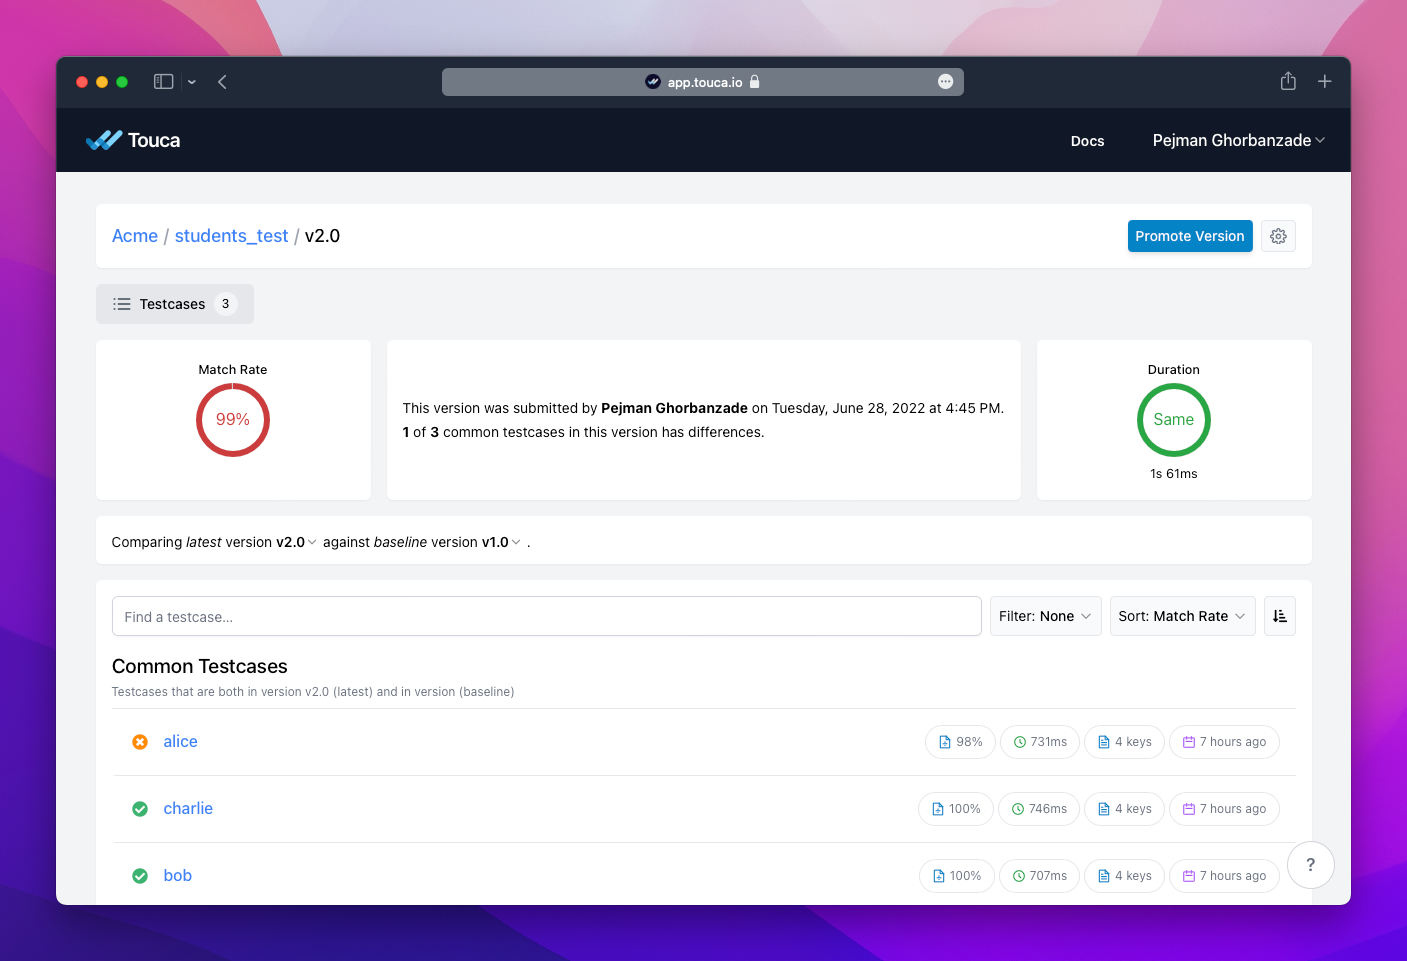 app.touca.io
Touca
Docs
Pejman Ghorbanzade
Acme / students_test / v2.0
Promote Version
Testcases 3
Match Rate
99%
This version was submitted by Pejman Ghorbanzade on Tuesday, June 28, 2022 at 4:45 PM.
1 of 3 common testcases in this version has differences.
Duration
Same
1s 61ms
Comparing latest version v2.0 against baseline version v1.0 .
Find a testcase...
Filter: None
Sort: Match Rate
Common Testcases
Testcases that are both in version v2.0 (latest) and in version (baseline)
alice 98% 731ms 4 keys 7 hours ago
charlie 100% 746ms 4 keys 7 hours ago
bob 100% 707ms 4 keys 7 hours ago
?